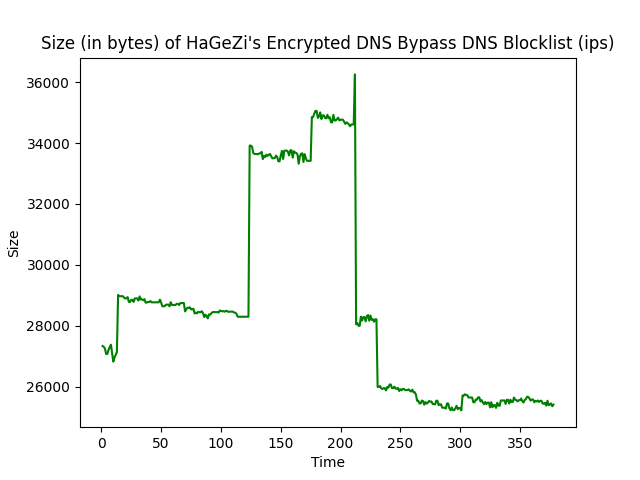 Size (in bytes) of HaGeZi's Encrypted DNS Bypass DNS Blocklist (ips)
36000
34000
32000
30000
28000
26000
Size
0 50 100 150 200 250 300 350
Time